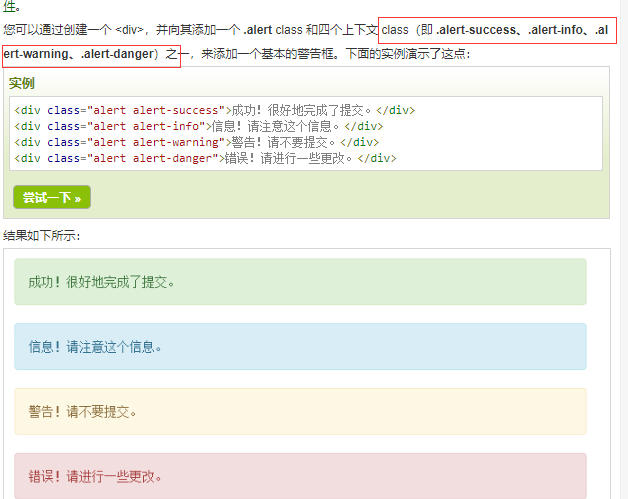 性。
您可以通过创建一个 <div>，并向其添加一个 .alert class 和四个上下文 class（即 .alert-success、.alert-info、.al
ert-warning、.alert-danger）之一，来添加一个基本的警告框。下面的实例演示了这点：
实例
<div class="alert alert-success">成功！很好地完成了提交。</div>
<div class="alert alert-info">信息！请注意这个信息。</div>
<div class="alert alert-warning">警告！请不要提交。</div>
<div class="alert alert-danger">错误！请进行一些更改。</div>
尝试一下 »
结果如下所示：
成功！很好地完成了提交。
信息！请注意这个信息。
警告！请不要提交。
错误！请进行一些更改。